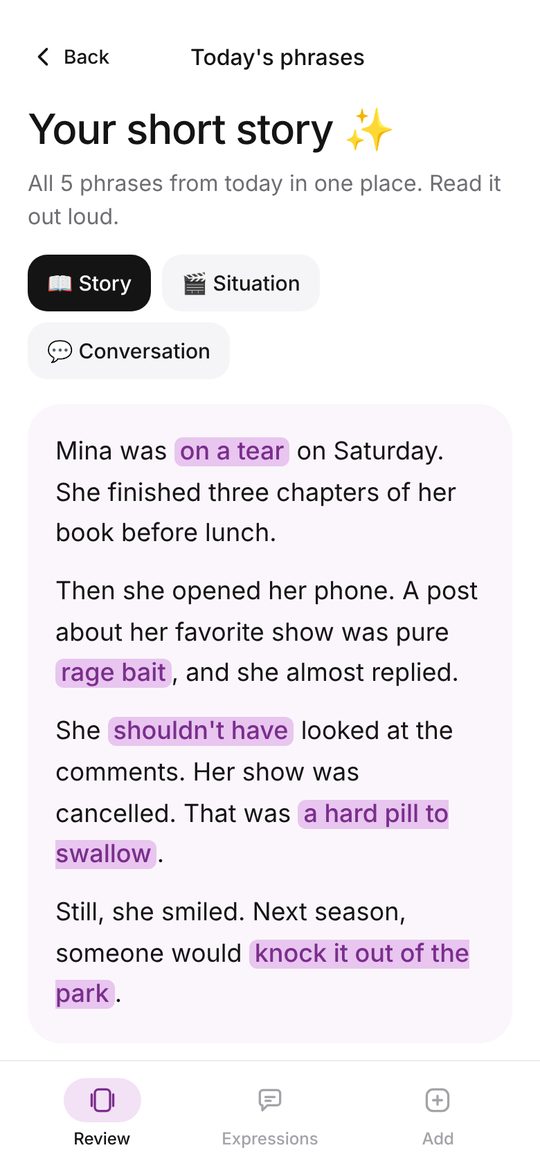 Back
Today's phrases
Your short story ✨
All 5 phrases from today in one place. Read it
out loud.
📖 Story
🎬 Situation
💬 Conversation
Mina was on a tear on Saturday.
She finished three chapters of her
book before lunch.
Then she opened her phone. A post
about her favorite show was pure
rage bait, and she almost replied.
She shouldn't have looked at the
comments. Her show was
cancelled. That was a hard pill to
swallow.
Still, she smiled. Next season,
someone would knock it out of the
park.
Review
Expressions
Add